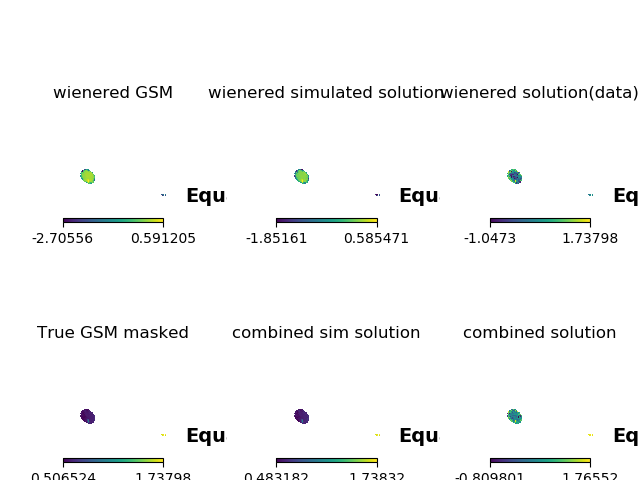 wienered GSM wienered simulated solution wienered solution(data)
Equ Equ Eq
-2.70556 0.591205 -1.85161 0.585471 -1.0473 1.73798
True GSM masked combined sim solution combined solution
Equ Equ Eq
0.506524 1.73798 0.483182 1.73832 -0.809801 1.76552